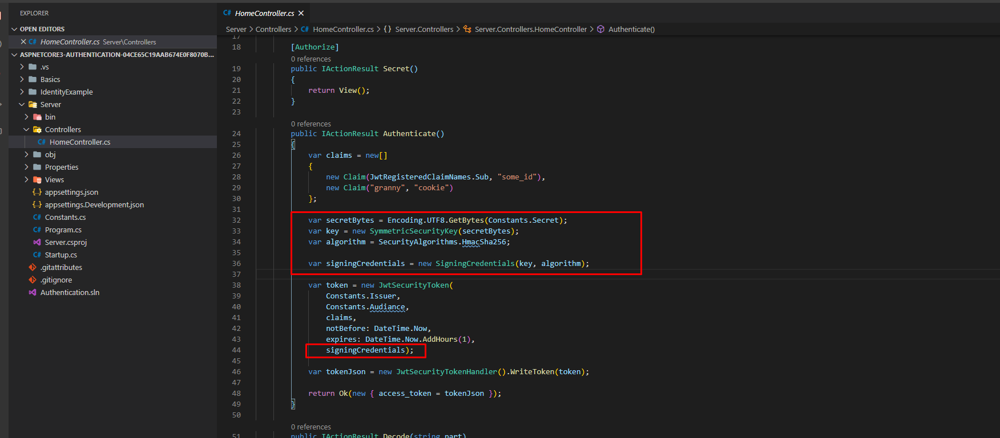 EXPLORER
OPEN EDITORS
C# HomeController.cs Server\Controllers
ASPNETCORE3-AUTHENTICATION-04CE65C19AAB674E0F8070B...
.vs
Basics
IdentityExample
Server
bin
Controllers
C# HomeController.cs
obj
Properties
Views
{..} appsettings.json
{..} appsettings.Development.json
C# Constants.cs
C# Program.cs
Server.csproj
C# Startup.cs
.gitattributes
.gitignore
Authentication.sln
C# HomeController.cs
Server > Controllers > C# HomeController.cs > {} Server.Controllers > Server.Controllers.HomeController > Authenticate()
17
18 [Authorize]
0 references
19 public IActionResult Secret()
20 {
21 return View();
22 }
23
0 references
24 public IActionResult Authenticate()
25 {
26 var claims = new[]
27 {
28 new Claim(JwtRegisteredClaimNames.Sub, "some_id"),
29 new Claim("granny", "cookie")
30 };
31
32 var secretBytes = Encoding.UTF8.GetBytes(Constants.Secret);
33 var key = new SymmetricSecurityKey(secretBytes);
34 var algorithm = SecurityAlgorithms.HmacSha256;
35
36 var signingCredentials = new SigningCredentials(key, algorithm);
37
38 var token = new JwtSecurityToken(
39 Constants.Issuer,
40 Constants.Audiance,
41 claims,
42 notBefore: DateTime.Now,
43 expires: DateTime.Now.AddHours(1),
44 signingCredentials);
45
46 var tokenJson = new JwtSecurityTokenHandler().WriteToken(token);
47
48 return Ok(new { access_token = tokenJson });
49 }
50
0 references
51 public IActionResult Decode(string part)